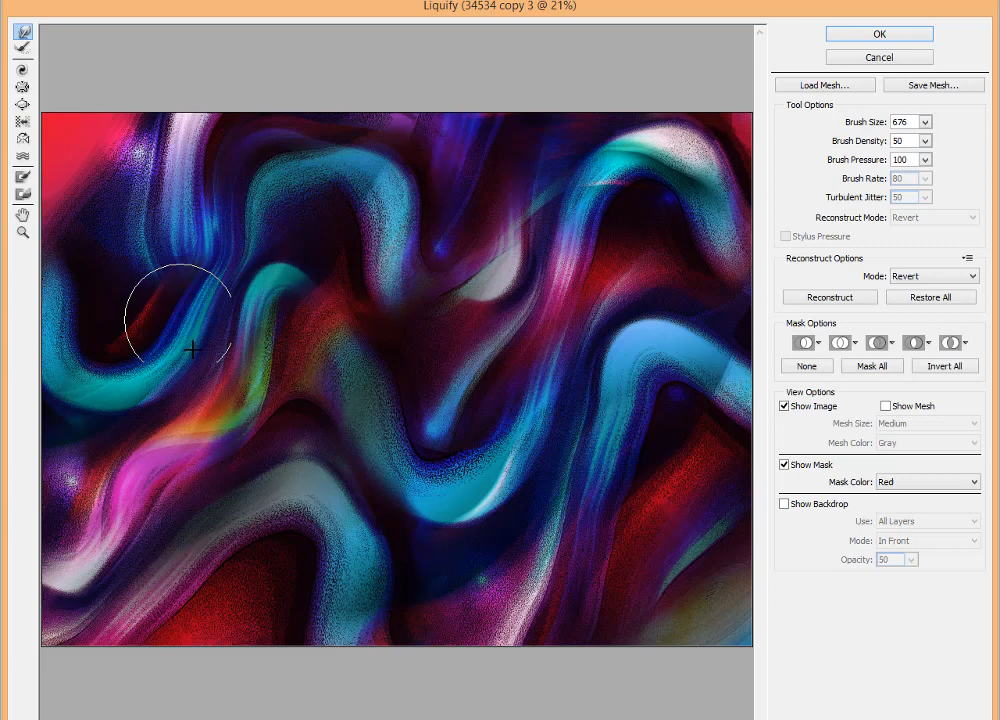 Liquify (34534 copy 3 @ 21%)
OK
Cancel
Load Mesh... Save Mesh...
Tool Options
Brush Size: 676
Brush Density: 50
Brush Pressure: 100
Brush Rate: 80
Turbulent Jitter: 50
Reconstruct Mode: Revert
Stylus Pressure
Reconstruct Options
Mode: Revert
Reconstruct Restore All
Mask Options
None Mask All Invert All
View Options
Show Image Show Mesh
Mesh Size: Medium
Mesh Color: Gray
Show Mask
Mask Color: Red
Show Backdrop
Use: All Layers
Mode: In Front
Opacity: 50